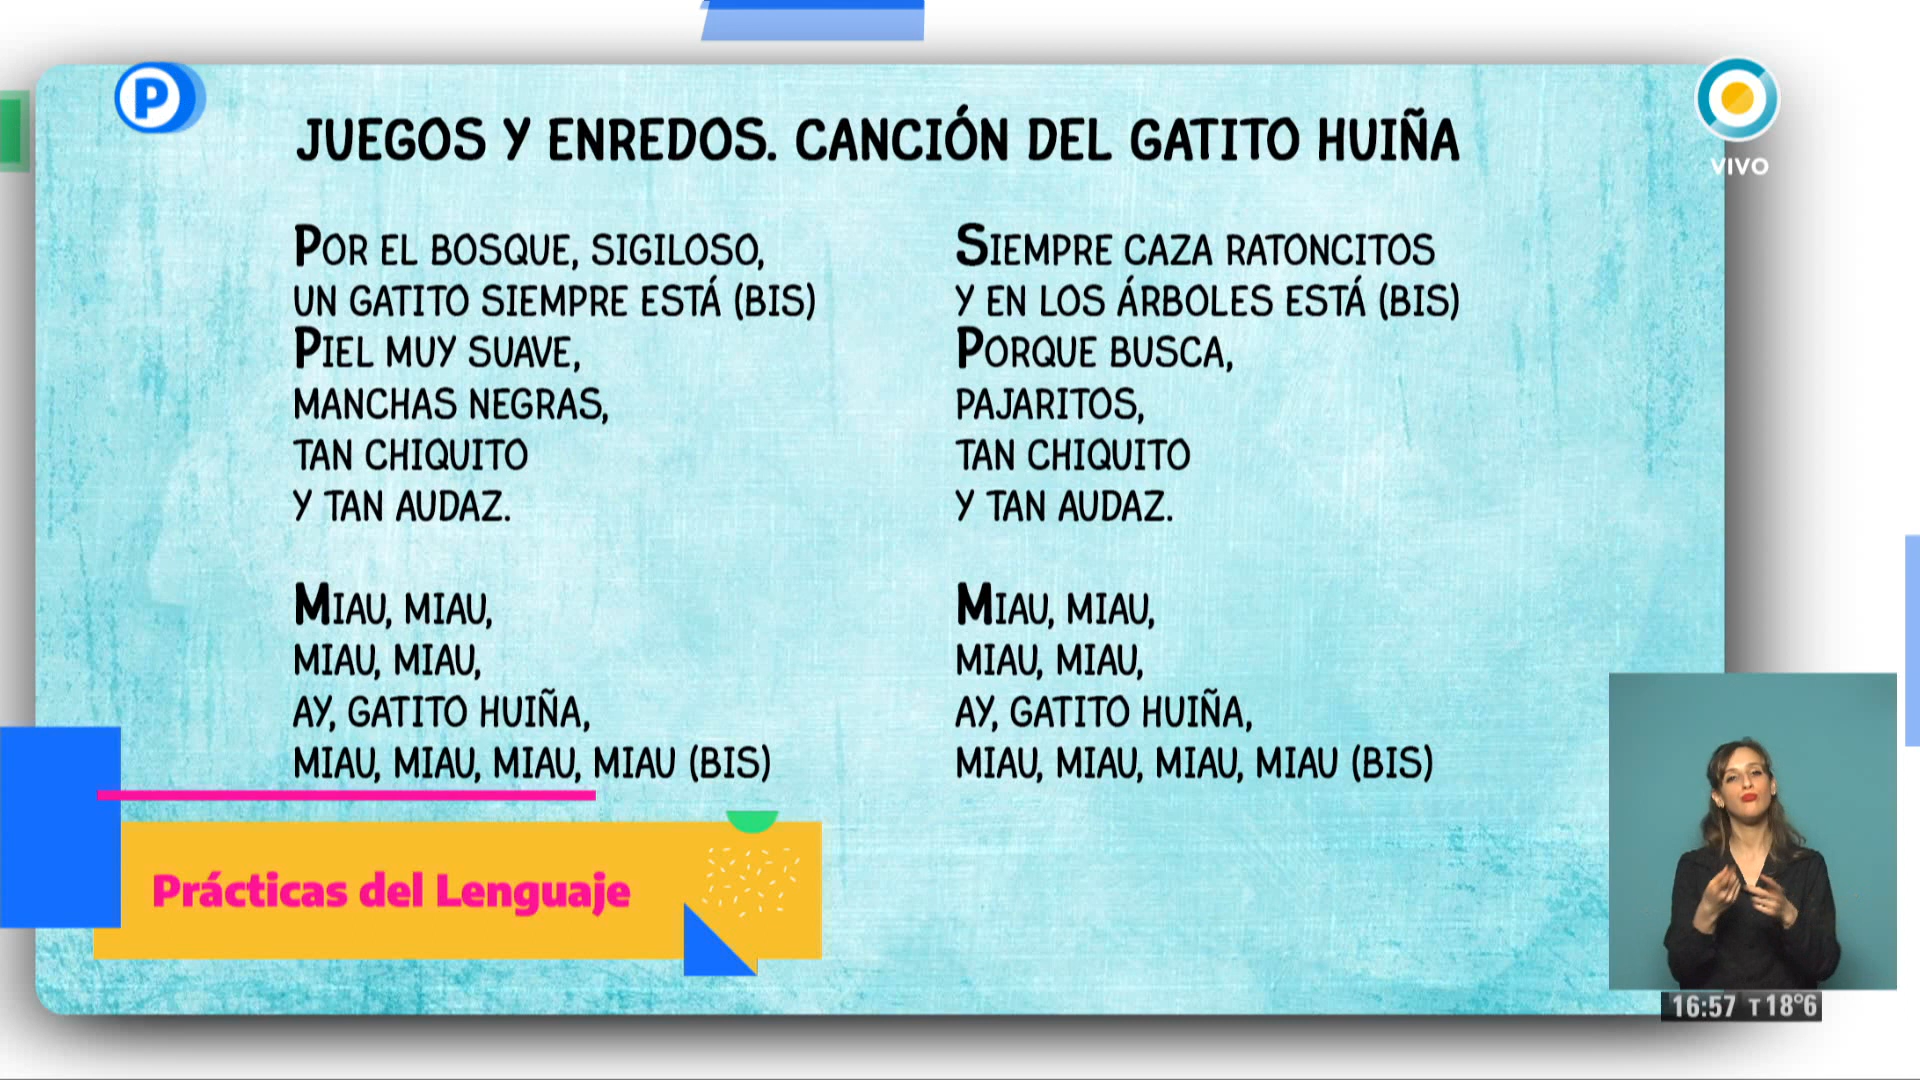 P
JUEGOS Y ENREDOS. CANCIÓN DEL GATITO HUIÑA
VIVO
POR EL BOSQUE, SIGILOSO,
UN GATITO SIEMPRE ESTÁ (BIS)
PIEL MUY SUAVE,
MANCHAS NEGRAS,
TAN CHIQUITO
Y TAN AUDAZ.
MIAU, MIAU,
MIAU, MIAU,
AY, GATITO HUIÑA,
MIAU, MIAU, MIAU, MIAU (BIS)
SIEMPRE CAZA RATONCITOS
Y EN LOS ÁRBOLES ESTÁ (BIS)
PORQUE BUSCA,
PAJARITOS,
TAN CHIQUITO
Y TAN AUDAZ.
MIAU, MIAU,
MIAU, MIAU,
AY, GATITO HUIÑA,
MIAU, MIAU, MIAU, MIAU (BIS)
Prácticas del Lenguaje
16:57 T 18°6